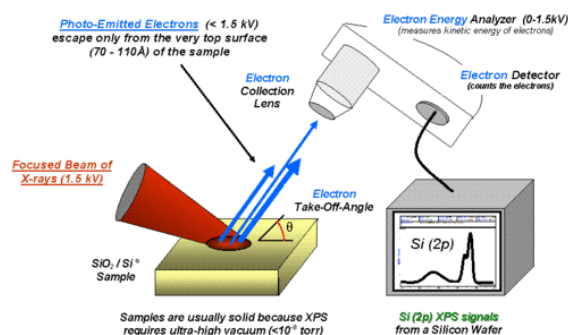 Photo-Emitted Electrons (< 1.5 kV)
escape only from the very top surface
(70 - 110Å) of the sample
Electron Energy Analyzer (0-1.5kV)
(measures kinetic energy of electrons)
Electron
Collection
Lens
Electron Detector
(counts the electrons)
Focused Beam of
X-rays (1.5 kV)
Electron
Take-Off-Angle
θ
Si (2p)
SiO₂ / Si°
Sample
Samples are usually solid because XPS
requires ultra-high vacuum (<10⁻⁸ torr)
Si (2p) XPS signals
from a Silicon Wafer